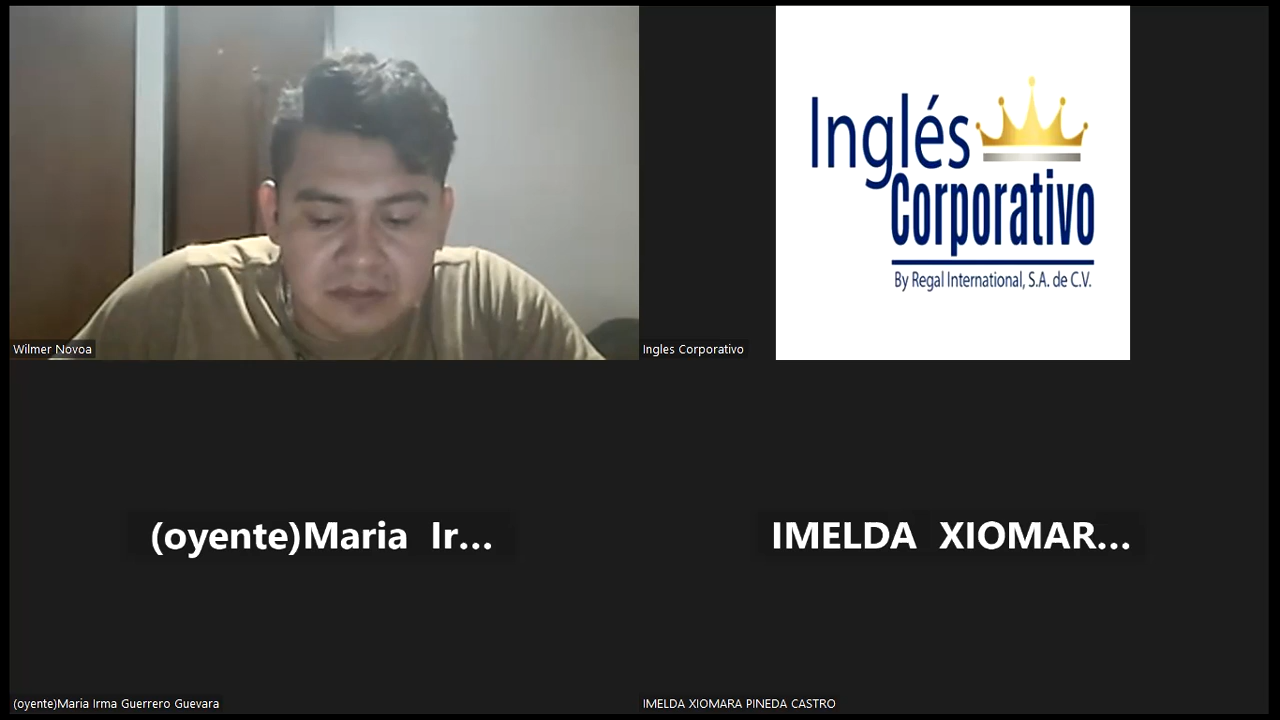 Inglés
Corporativo
By Regal International, S.A. de C.V.
Wilmer Novoa
Ingles Corporativo
(oyente)Maria Ir...
IMELDA XIOMAR...
(oyente)Maria Irma Guerrero Guevara
IMELDA XIOMARA PINEDA CASTRO